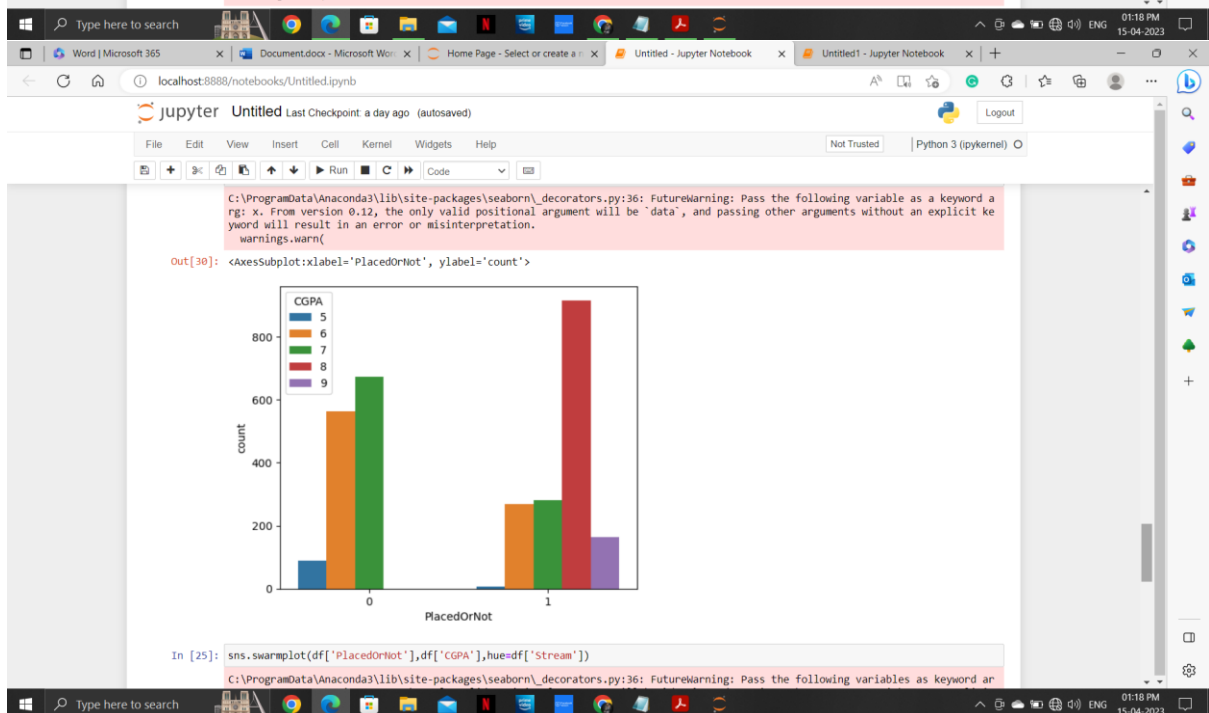 Type here to search
ENG
01:18 PM
15-04-2023
Word | Microsoft 365
Document.docx - Microsoft Wor
Home Page - Select or create a n
Untitled - Jupyter Notebook
Untitled1 - Jupyter Notebook
localhost:8888/notebooks/Untitled.ipynb
jupyter Untitled Last Checkpoint: a day ago (autosaved)
Logout
File Edit View Insert Cell Kernel Widgets Help
Not Trusted
Python 3 (ipykernel)
Run
Code
C:\ProgramData\Anaconda3\lib\site-packages\seaborn\_decorators.py:36: FutureWarning: Pass the following variable as a keyword a
rg: x. From version 0.12, the only valid positional argument will be `data`, and passing other arguments without an explicit ke
yword will result in an error or misinterpretation.
warnings.warn(
Out[30]: <AxesSubplot:xlabel='PlacedOrNot', ylabel='count'>
CGPA
5
6
7
8
9
800
600
400
200
0
count
0
1
PlacedOrNot
In [25]: sns.swarmplot(df['PlacedOrNot'],df['CGPA'],hue=df['Stream'])
C:\ProgramData\Anaconda3\lib\site-packages\seaborn\_decorators.py:36: FutureWarning: Pass the following variables as keyword ar
Type here to search
ENG
01:18 PM
15-04-2023